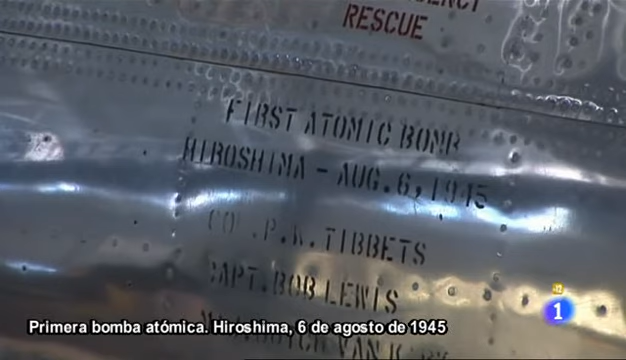 RESCUE
FIRST ATOMIC BOMB
HIROSHIMA – AUG. 6, 1945
COL. P.W. TIBBETS
CAPT. BOB LEWIS
Primera bomba atómica. Hiroshima, 6 de agosto de 1945
1